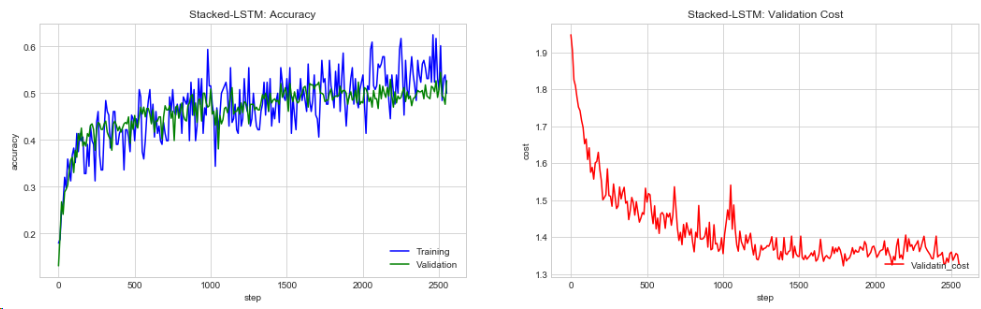 Stacked-LSTM: Accuracy
accuracy
0.6
0.5
0.4
0.3
0.2
0 500 1000 1500 2000 2500
step
Training
Validation
Stacked-LSTM: Validation Cost
cost
1.9
1.8
1.7
1.6
1.5
1.4
1.3
0 500 1000 1500 2000 2500
step
Validatin_cost